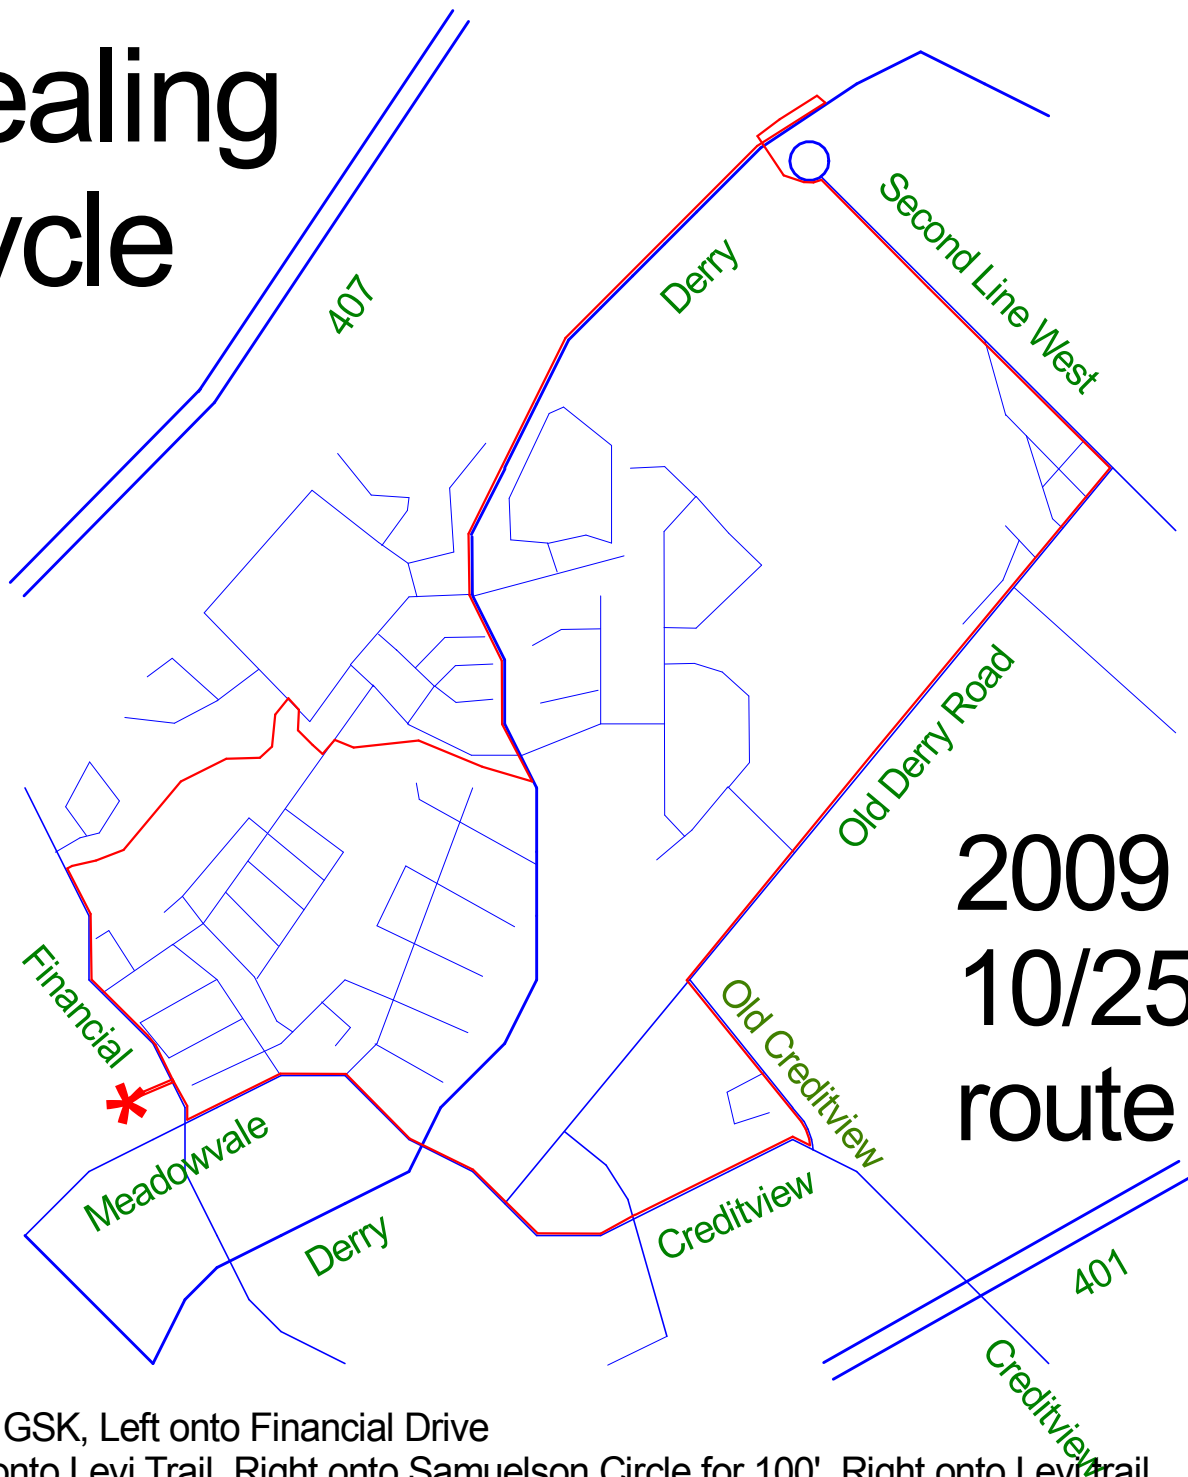 ealing
ycle
407
Derry
Second Line West
Old Derry Road
2009
10/25
route
Financial
Old Creditview
Meadowvale
Derry
Creditview
401
Creditview
GSK, Left onto Financial Drive
onto Levi Trail, Right onto Samuelson Circle for 100', Right onto Levi trail